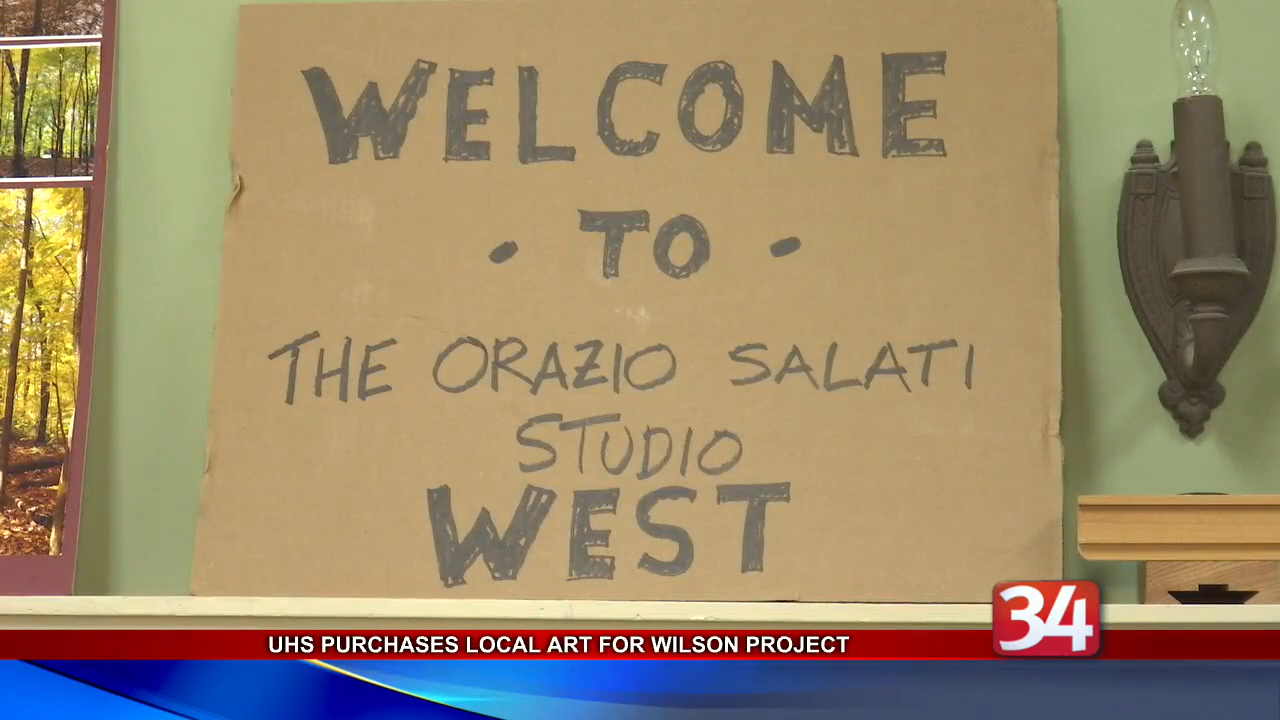 WELCOME
• TO •
THE ORAZIO SALATI
STUDIO
WEST
34
UHS PURCHASES LOCAL ART FOR WILSON PROJECT